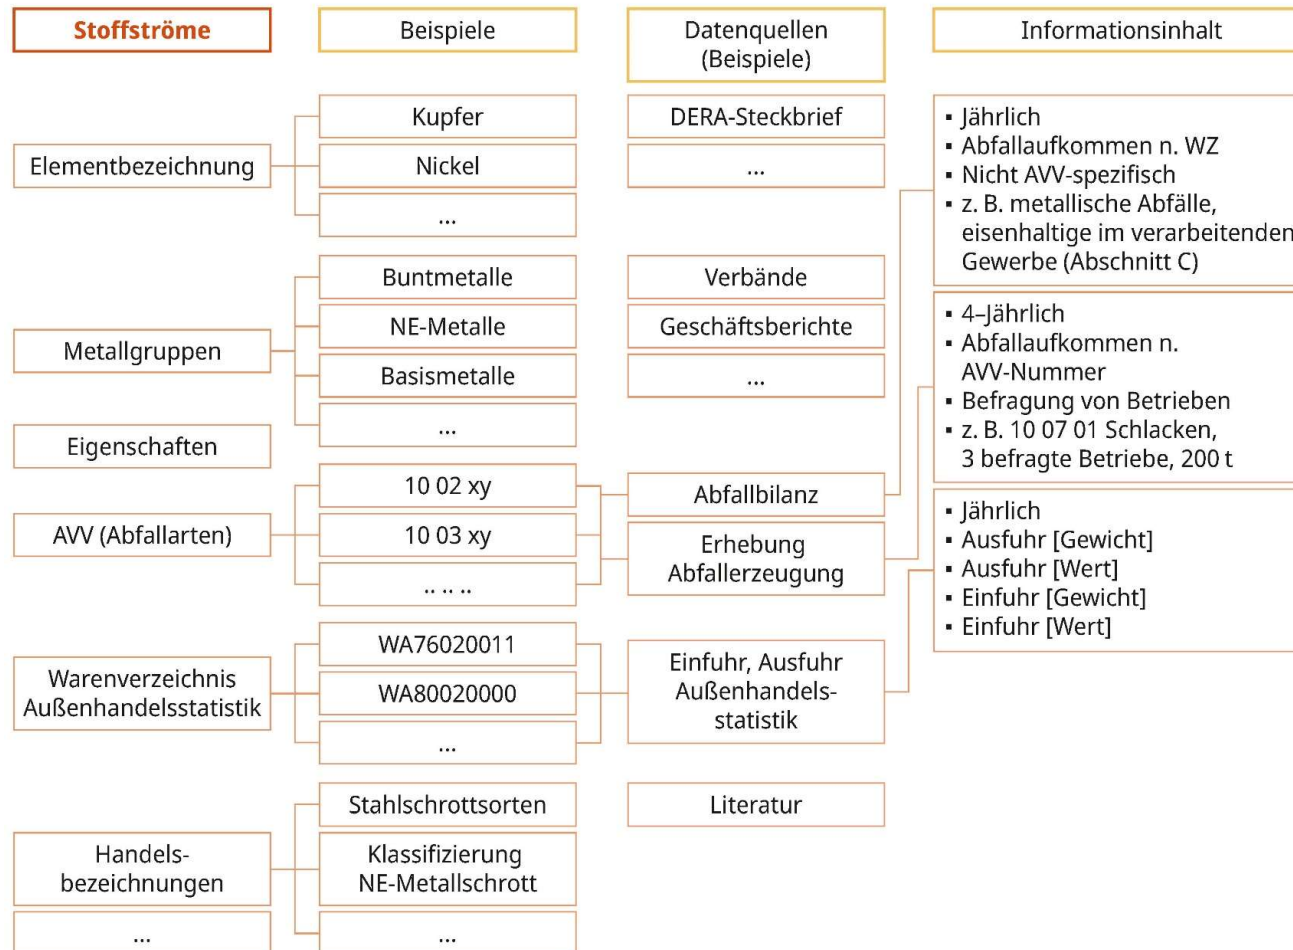 Stoffströme
Beispiele
Datenquellen
(Beispiele)
Informationsinhalt
Elementbezeichnung
Kupfer
Nickel
...
DERA-Steckbrief
...
Metallgruppen
Buntmetalle
NE-Metalle
Basismetalle
...
Verbände
Geschäftsberichte
...
Eigenschaften
AVV (Abfallarten)
10 02 xy
10 03 xy
.. .. ..
Abfallbilanz
Erhebung
Abfallerzeugung
Warenverzeichnis
Außenhandelsstatistik
WA76020011
WA80020000
...
Einfuhr, Ausfuhr
Außenhandels-
statistik
Handels-
bezeichnungen
...
Stahlschrottsorten
Klassifizierung
NE-Metallschrott
...
Literatur
▪ Jährlich
▪ Abfallaufkommen n. WZ
▪ Nicht AVV-spezifisch
▪ z. B. metallische Abfälle,
eisenhaltige im verarbeitenden
Gewerbe (Abschnitt C)
▪ 4–Jährlich
▪ Abfallaufkommen n.
AVV-Nummer
▪ Befragung von Betrieben
▪ z. B. 10 07 01 Schlacken,
3 befragte Betriebe, 200 t
▪ Jährlich
▪ Ausfuhr [Gewicht]
▪ Ausfuhr [Wert]
▪ Einfuhr [Gewicht]
▪ Einfuhr [Wert]